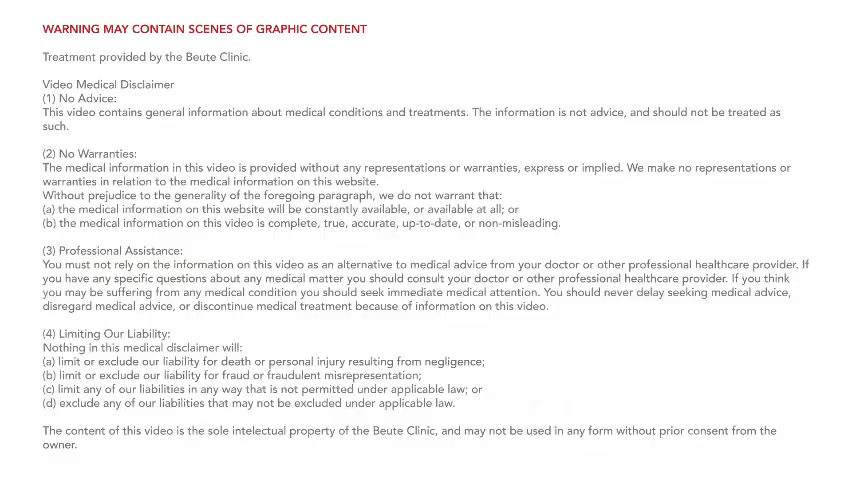 WARNING MAY CONTAIN SCENES OF GRAPHIC CONTENT
Treatment provided by the Beute Clinic.
Video Medical Disclaimer
(1) No Advice:
This video contains general information about medical conditions and treatments. The information is not advice, and should not be treated as
such.
(2) No Warranties:
The medical information in this video is provided without any representations or warranties, express or implied. We make no representations or
warranties in relation to the medical information on this website.
Without prejudice to the generality of the foregoing paragraph, we do not warrant that:
(a) the medical information on this website will be constantly available, or available at all; or
(b) the medical information on this video is complete, true, accurate, up-to-date, or non-misleading.
(3) Professional Assistance:
You must not rely on the information on this video as an alternative to medical advice from your doctor or other professional healthcare provider. If
you have any specific questions about any medical matter you should consult your doctor or other professional healthcare provider. If you think
you may be suffering from any medical condition you should seek immediate medical attention. You should never delay seeking medical advice,
disregard medical advice, or discontinue medical treatment because of information on this video.
(4) Limiting Our Liability:
Nothing in this medical disclaimer will:
(a) limit or exclude our liability for death or personal injury resulting from negligence;
(b) limit or exclude our liability for fraud or fraudulent misrepresentation;
(c) limit any of our liabilities in any way that is not permitted under applicable law; or
(d) exclude any of our liabilities that may not be excluded under applicable law.
The content of this video is the sole intelectual property of the Beute Clinic, and may not be used in any form without prior consent from the
owner.